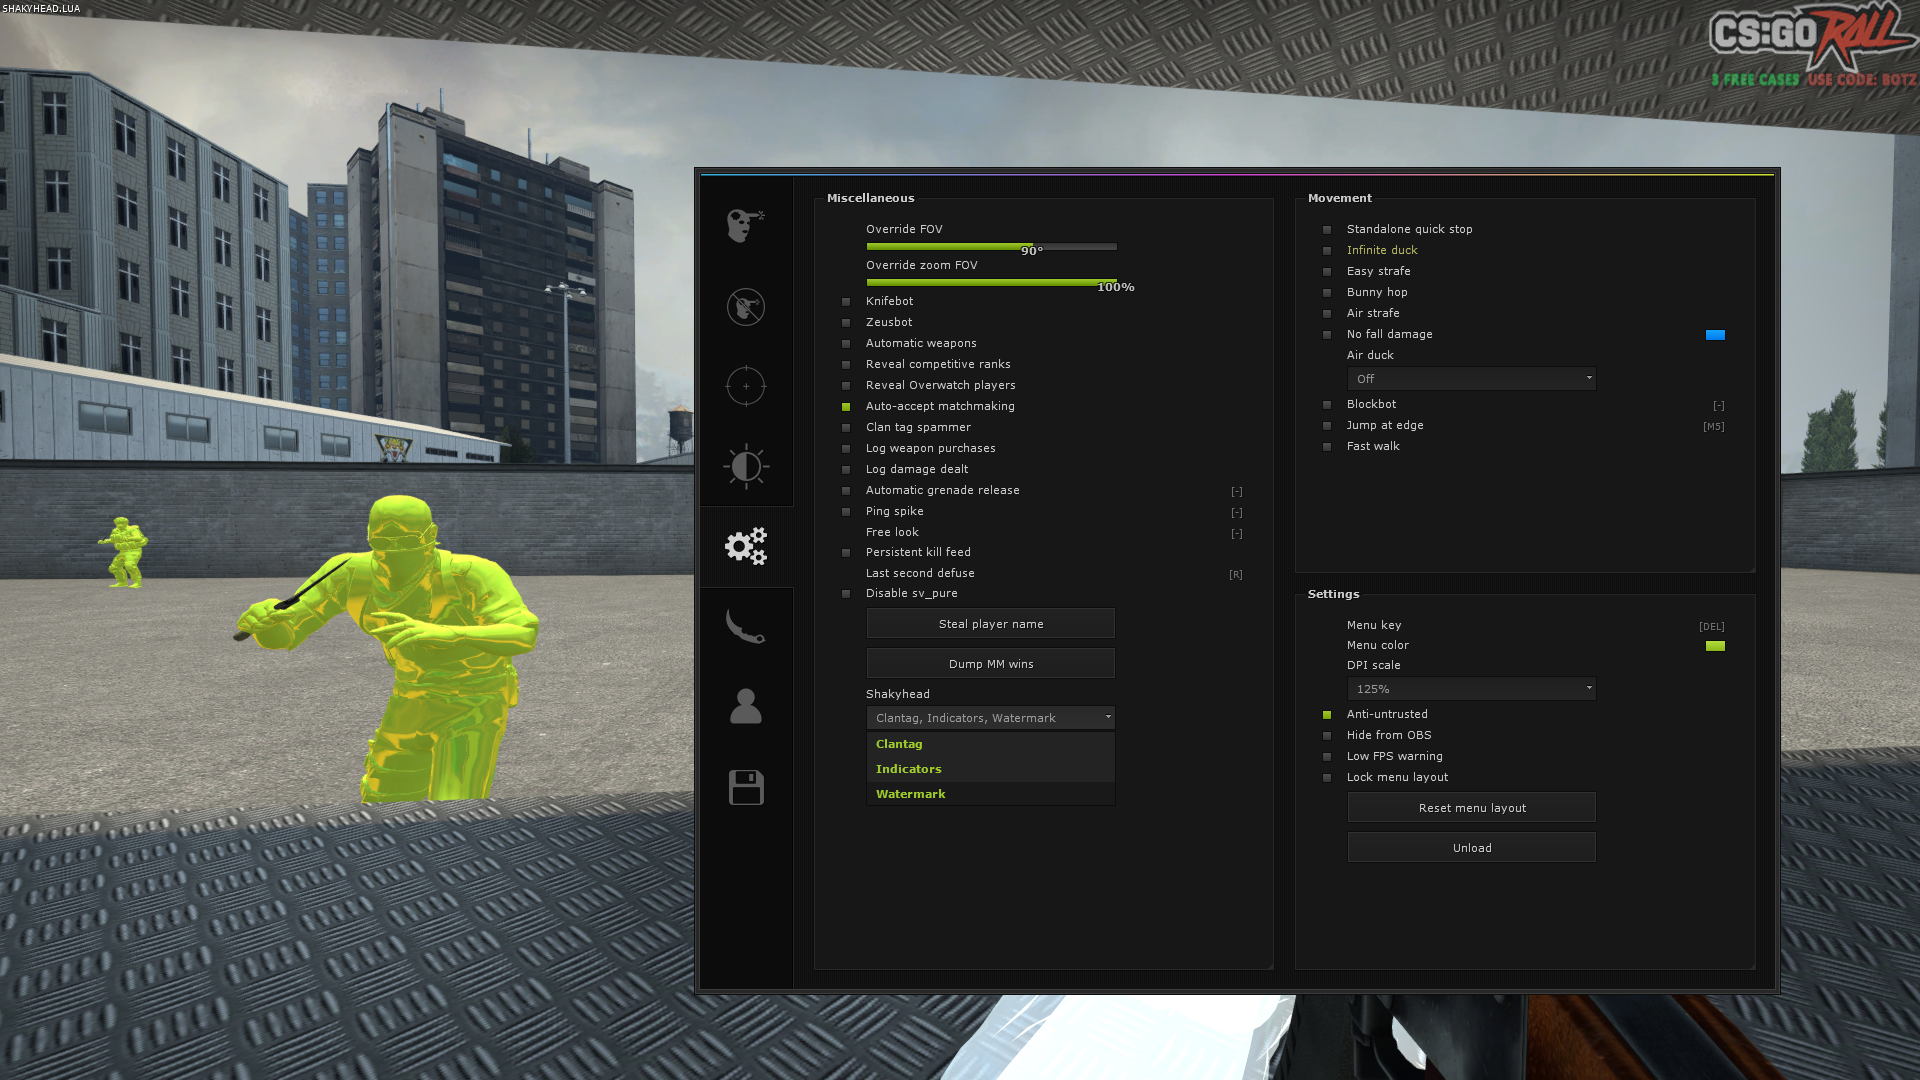 SHAKYHEAD.LUA
CS:GO ROLL
3 FREE CASES USE CODE: BOTZ
Miscellaneous
Override FOV
90°
Override zoom FOV
100%
Knifebot
Zeusbot
Automatic weapons
Reveal competitive ranks
Reveal Overwatch players
Auto-accept matchmaking
Clan tag spammer
Log weapon purchases
Log damage dealt
Automatic grenade release [-]
Ping spike [-]
Free look [-]
Persistent kill feed
Last second defuse [R]
Disable sv_pure
Steal player name
Dump MM wins
Shakyhead
Clantag, Indicators, Watermark
Clantag
Indicators
Watermark
Movement
Standalone quick stop
Infinite duck
Easy strafe
Bunny hop
Air strafe
No fall damage
Air duck
Off
Blockbot [-]
Jump at edge [M5]
Fast walk
Settings
Menu key [DEL]
Menu color
DPI scale
125%
Anti-untrusted
Hide from OBS
Low FPS warning
Lock menu layout
Reset menu layout
Unload